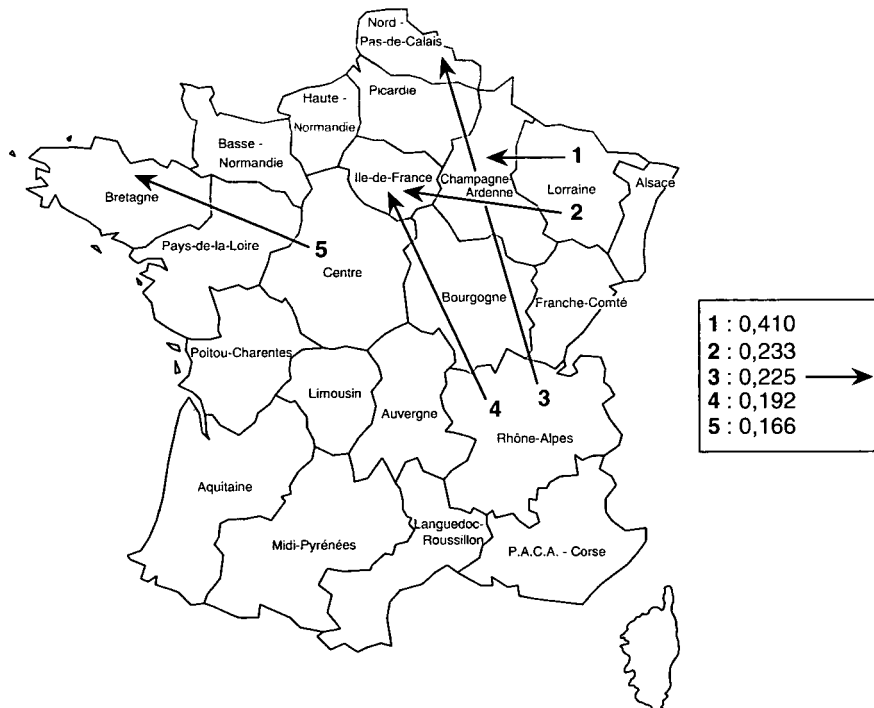 Nord -
Pas-de-Calais
Haute -
Normandie
Picardie
Basse -
Normandie
Ile-de-France
Champagne
Ardenne
1
Lorraine
Alsace
2
Bretagne
Pays-de-la-Loire
5
Centre
Bourgogne
Franche-Comté
Poitou-Charentes
Limousin
Auvergne
4
3
Rhône-Alpes
Aquitaine
Midi-Pyrénées
Languedoc-
Roussillon
P.A.C.A. - Corse
1 : 0,410
2 : 0,233
3 : 0,225
4 : 0,192
5 : 0,166